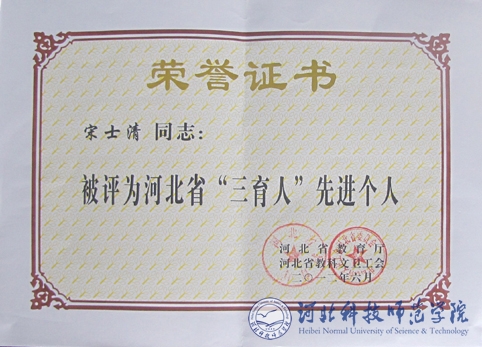 荣誉证书
宋士清 同志：
被评为河北省“三育人”先进个人
河北省教育厅
河北省教科文卫工会
二〇一一年六月
河北科技师范学院
Hebei Normal University of Science & Technology